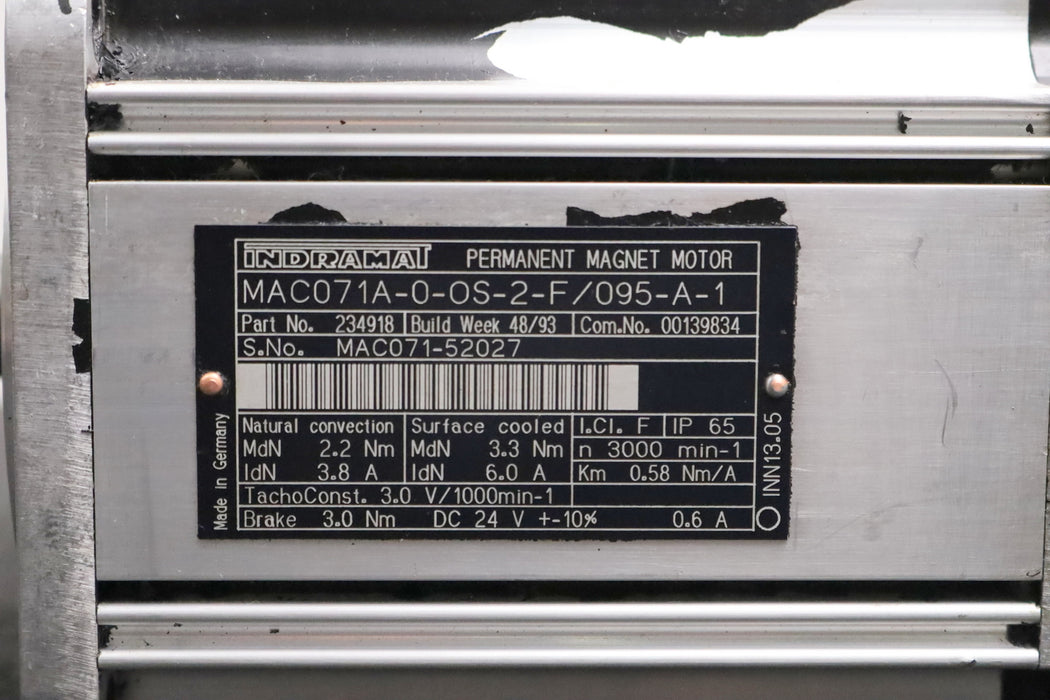 INDRAMAT PERMANENT MAGNET MOTOR
MAC071A-0-OS-2-F/095-A-1
Part No. 234918 Build Week 48/93 Com.No. 00139834
S.No. MAC071-52027
Natural convection Surface cooled I.Cl. F IP 65
MdN 2.2 Nm MdN 3.3 Nm n 3000 min-1
IdN 3.8 A IdN 6.0 A Km 0.58 Nm/A
TachoConst. 3.0 V/1000min-1
Brake 3.0 Nm DC 24 V +-10% 0.6 A
Made in Germany
INN13.05